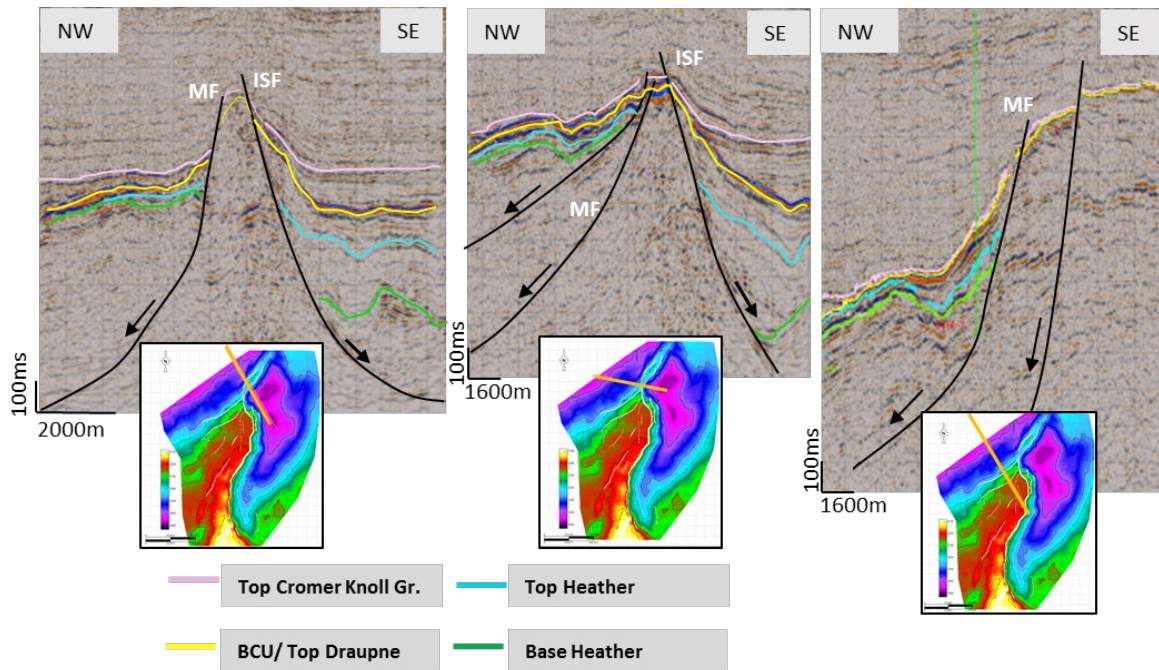 NW
SE
MF
ISF
100ms
2000m
NW
SE
ISF
MF
100ms
1600m
NW
SE
MF
100ms
1600m
Top Cromer Knoll Gr.
Top Heather
BCU/ Top Draupne
Base Heather